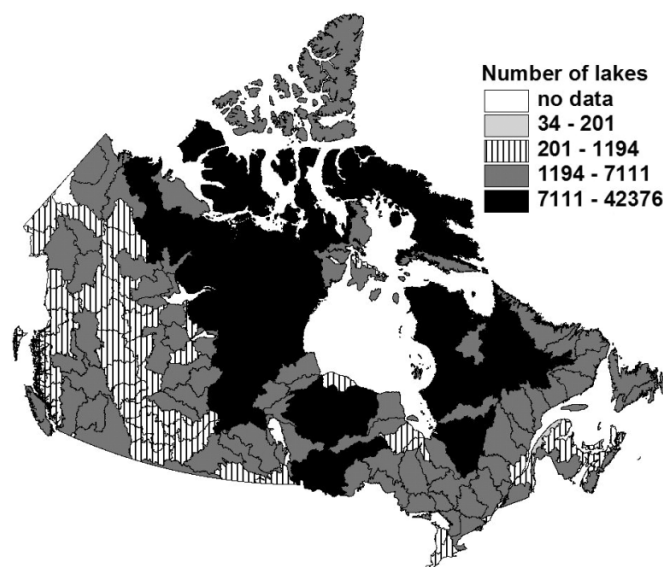 Number of lakes
no data
34 - 201
201 - 1194
1194 - 7111
7111 - 42376